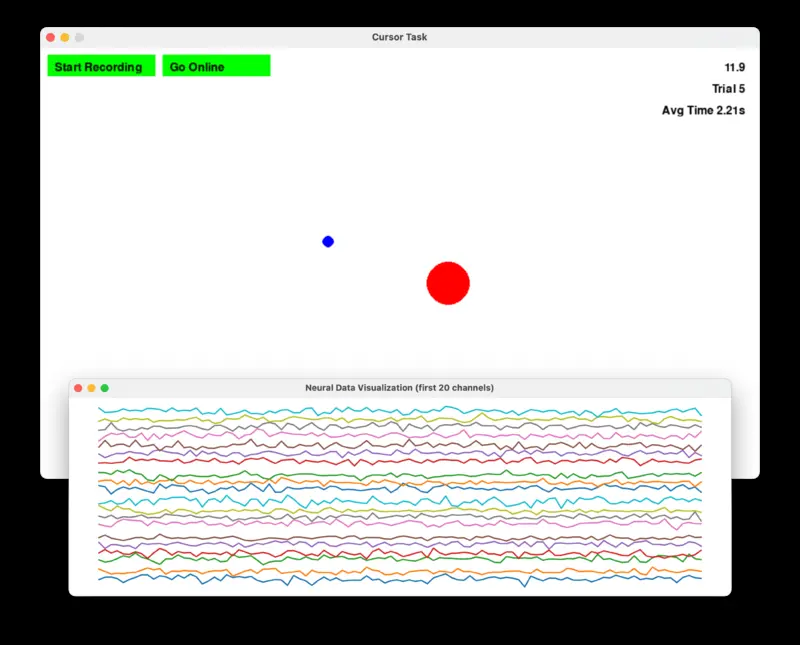 Cursor Task
Start Recording
Go Online
11.9
Trial 5
Avg Time 2.21s
Neural Data Visualization (first 20 channels)